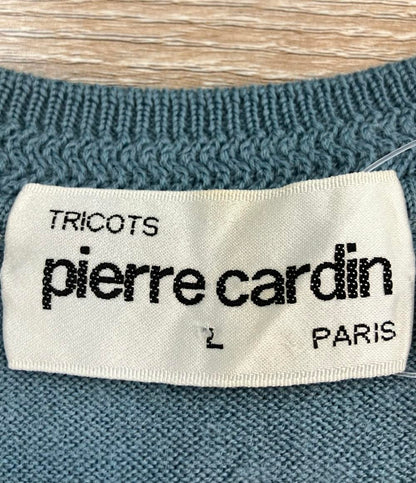 TRICOTS
pierre cardin
L
PARIS